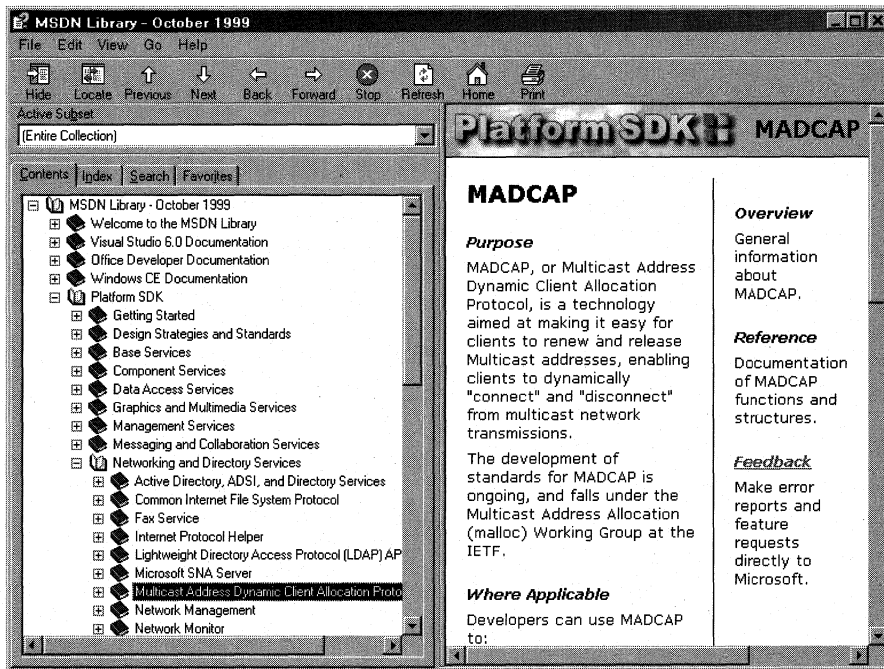 MSDN Library - October 1999
File Edit View Go Help
Hide Locate Previous Next Back Forward Stop Refresh Home Print
Active Subset
(Entire Collection)
Contents Index Search Favorites
MSDN Library - October 1999
Welcome to the MSDN Library
Visual Studio 6.0 Documentation
Office Developer Documentation
Windows CE Documentation
Platform SDK
Getting Started
Design Strategies and Standards
Base Services
Component Services
Data Access Services
Graphics and Multimedia Services
Management Services
Messaging and Collaboration Services
Networking and Directory Services
Active Directory, ADSI, and Directory Services
Common Internet File System Protocol
Fax Service
Internet Protocol Helper
Lightweight Directory Access Protocol (LDAP) AP
Microsoft SNA Server
Multicast Address Dynamic Client Allocation Proto
Network Management
Network Monitor
Platform SDK MADCAP
MADCAP
Purpose
MADCAP, or Multicast Address
Dynamic Client Allocation
Protocol, is a technology
aimed at making it easy for
clients to renew and release
Multicast addresses, enabling
clients to dynamically
"connect" and "disconnect"
from multicast network
transmissions.
The development of
standards for MADCAP is
ongoing, and falls under the
Multicast Address Allocation
(malloc) Working Group at the
IETF.
Where Applicable
Developers can use MADCAP
to:
Overview
General
information
about
MADCAP.
Reference
Documentation
of MADCAP
functions and
structures.
Feedback
Make error
reports and
feature
requests
directly to
Microsoft.